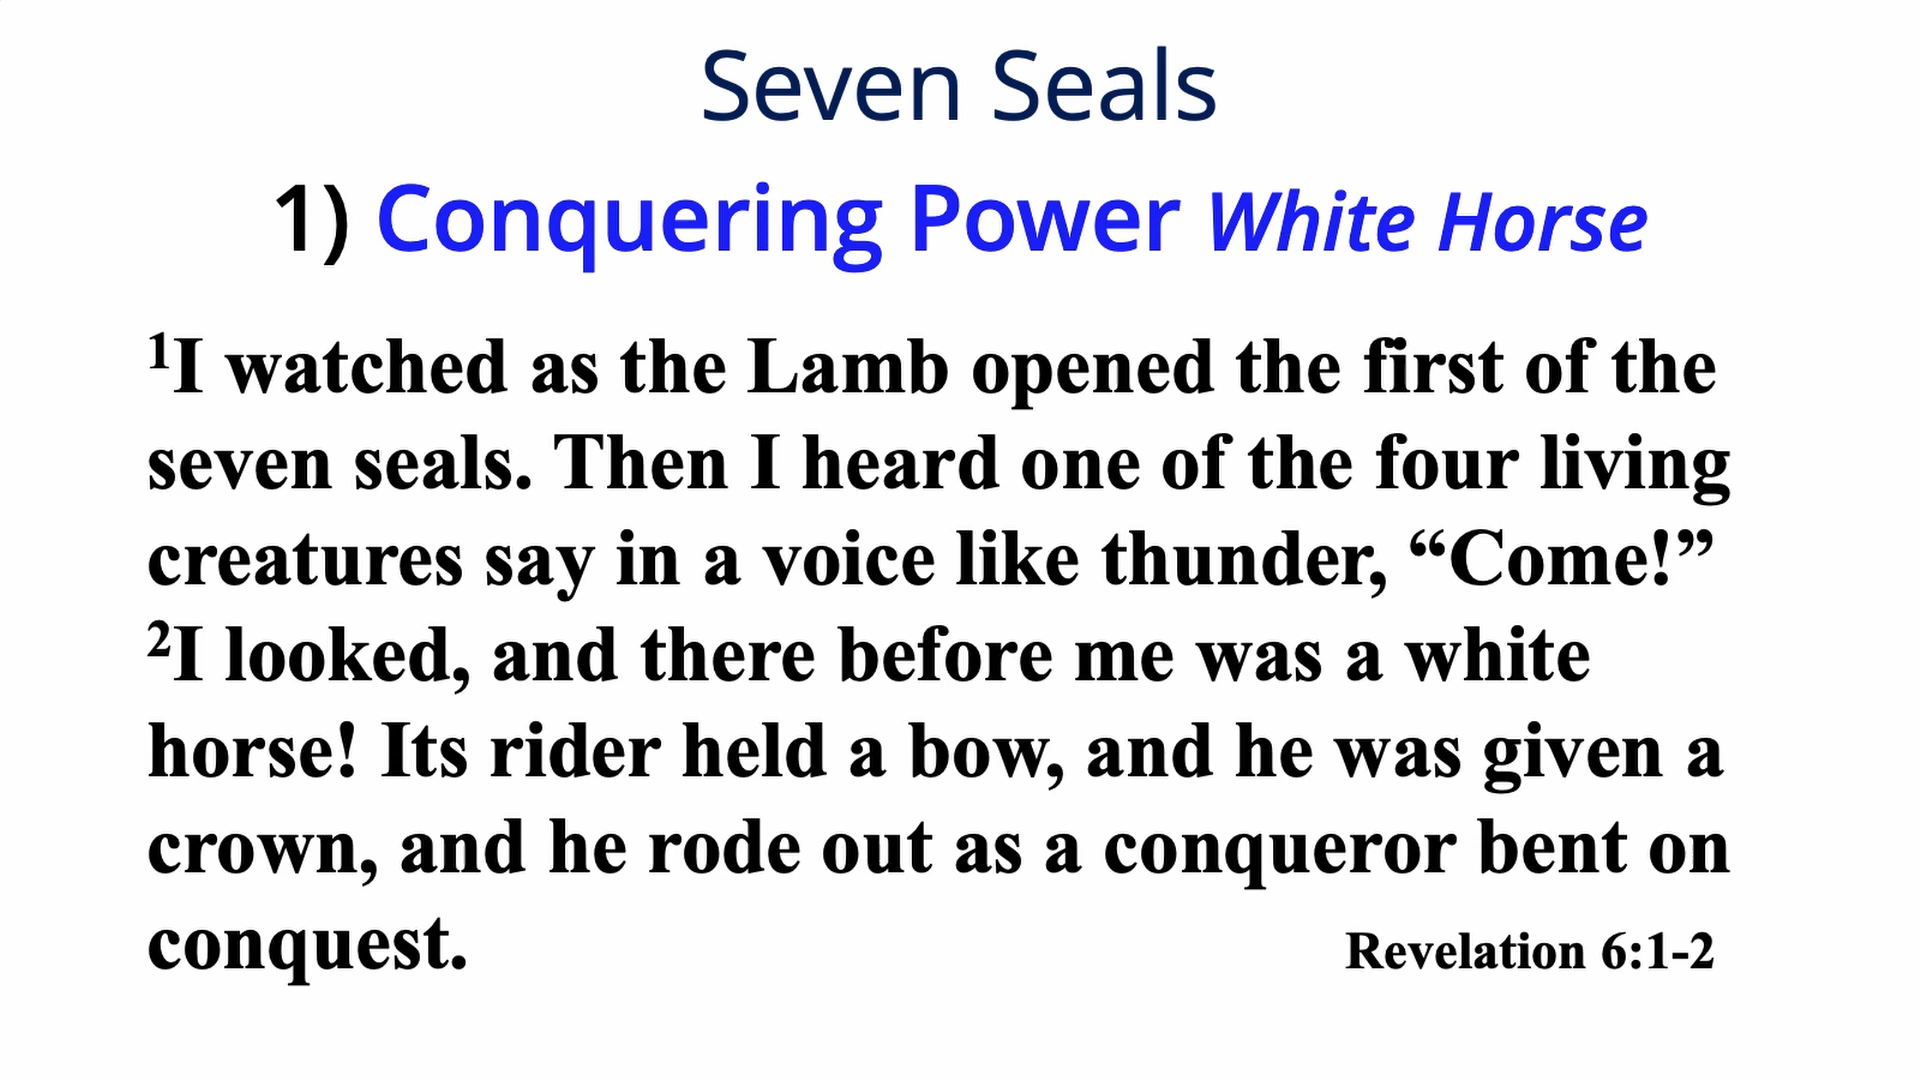 Seven Seals
1) Conquering Power White Horse
¹I watched as the Lamb opened the first of the
seven seals. Then I heard one of the four living
creatures say in a voice like thunder, “Come!”
²I looked, and there before me was a white
horse! Its rider held a bow, and he was given a
crown, and he rode out as a conqueror bent on
conquest. Revelation 6:1-2